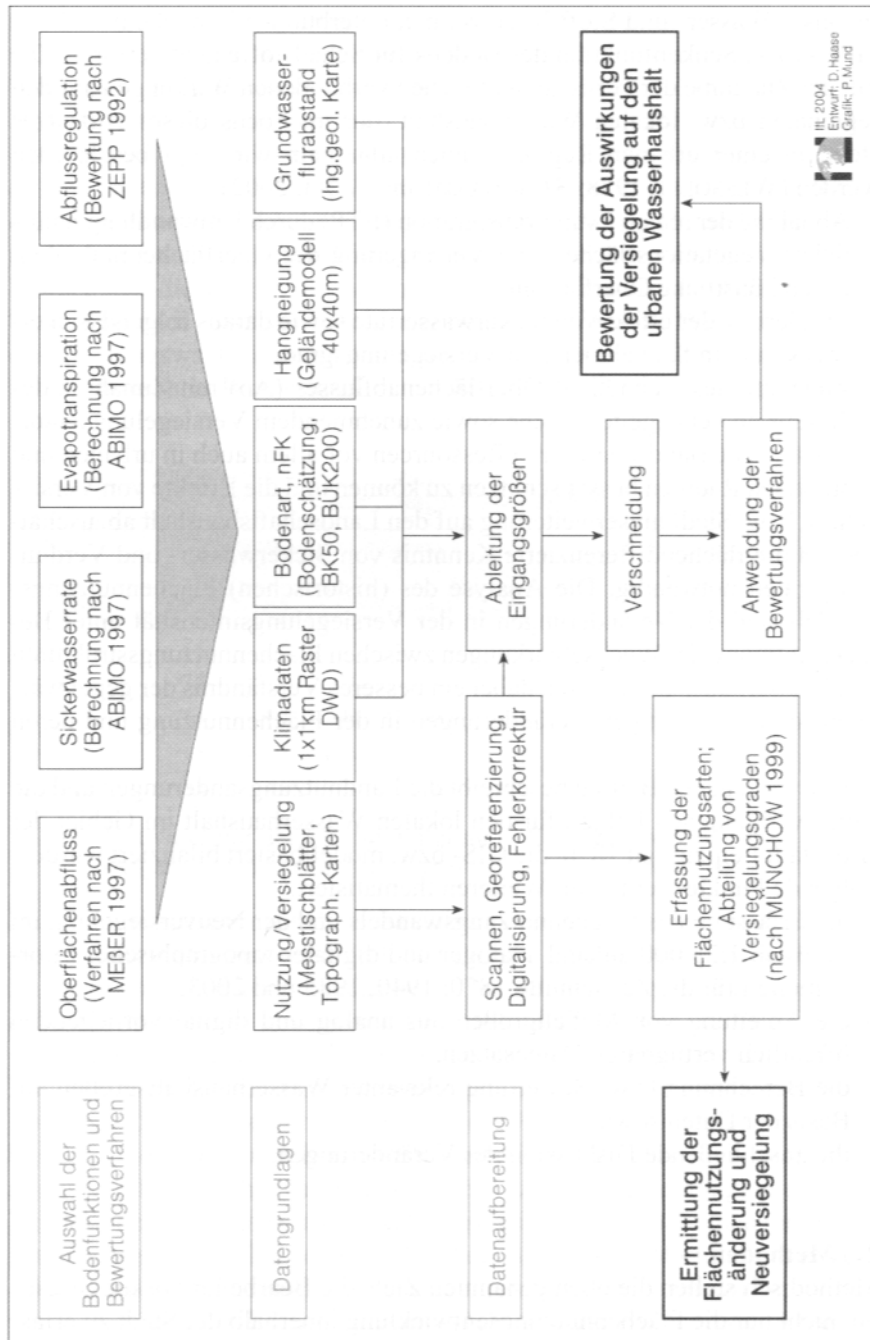 Auswahl der
Bodenfunktionen und
Bewertungsverfahren
Oberflächenabfluss
(Verfahren nach
MEßER 1997)
Sickerwasserrate
(Berechnung nach
ABIMO 1997)
Evapotranspiration
(Berechnung nach
ABIMO 1997)
Abflussregulation
(Bewertung nach
ZEPP 1992)
Datengrundlagen
Nutzung/Versiegelung
(Messtischblätter,
Topograph. Karten)
Klimadaten
(1x1km Raster
DWD)
Bodenart, nFK
(Bodenschätzung,
BK50, BÜK200)
Hangneigung
(Geländemodell
40x40m)
Grundwasser-
flurabstand
(Ing.geol. Karte)
Datenaufbereitung
Scannen, Georeferenzierung,
Digitalisierung, Fehlerkorrektur
Ableitung der
Eingangsgrößen
Erfassung der
Flächennutzungsarten;
Abteilung von
Versiegelungsgraden
(nach MÜNCHOW 1999)
Verschneidung
Anwendung der
Bewertungsverfahren
Ermittlung der
Flächennutzungs-
änderung und
Neuversiegelung
Bewertung der Auswirkungen
der Versiegelung auf den
urbanen Wasserhaushalt
IfL 2004
Entwurf: D.Haase
Grafik: P.Mund